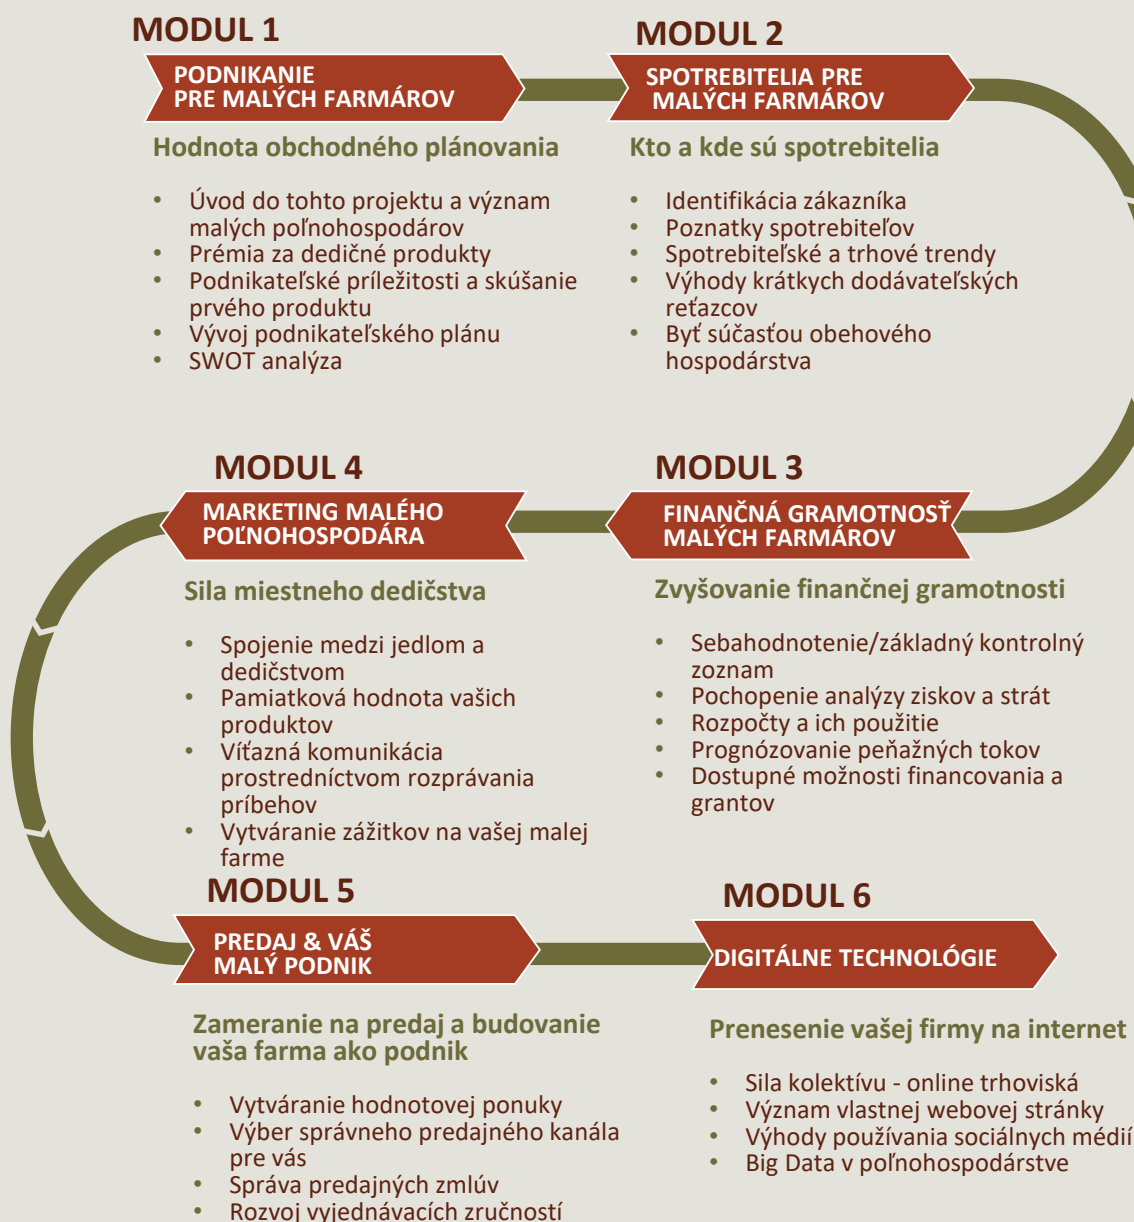 MODUL 1
PODNIKANIE
PRE MALÝCH FARMÁROV
Hodnota obchodného plánovania
• Úvod do tohto projektu a význam
malých poľnohospodárov
• Prémia za dedičné produkty
• Podnikateľské príležitosti a skúšanie
prvého produktu
• Vývoj podnikateľského plánu
• SWOT analýza
MODUL 2
SPOTREBITELIA PRE
MALÝCH FARMÁROV
Kto a kde sú spotrebitelia
• Identifikácia zákazníka
• Poznatky spotrebiteľov
• Spotrebiteľské a trhové trendy
• Výhody krátkych dodávateľských
reťazcov
• Byť súčasťou obehového
hospodárstva
MODUL 3
FINANČNÁ GRAMOTNOSŤ
MALÝCH FARMÁROV
Zvyšovanie finančnej gramotnosti
• Sebahodnotenie/základný kontrolný
zoznam
• Pochopenie analýzy ziskov a strát
• Rozpočty a ich použitie
• Prognózovanie peňažných tokov
• Dostupné možnosti financovania a
grantov
MODUL 4
MARKETING MALÉHO
POĽNOHOSPODÁRA
Sila miestneho dedičstva
• Spojenie medzi jedlom a
dedičstvom
• Pamiatková hodnota vašich
produktov
• Víťazná komunikácia
prostredníctvom rozprávania
príbehov
• Vytváranie zážitkov na vašej malej
farme
MODUL 5
PREDAJ & VÁŠ
MALÝ PODNIK
Zameranie na predaj a budovanie
vaša farma ako podnik
• Vytváranie hodnotovej ponuky
• Výber správneho predajného kanála
pre vás
• Správa predajných zmlúv
• Rozvoj vyjednávacích zručností
MODUL 6
DIGITÁLNE TECHNOLÓGIE
Prenesenie vašej firmy na internet
• Sila kolektívu - online trhoviská
• Význam vlastnej webovej stránky
• Výhody používania sociálnych médií
• Big Data v poľnohospodárstve